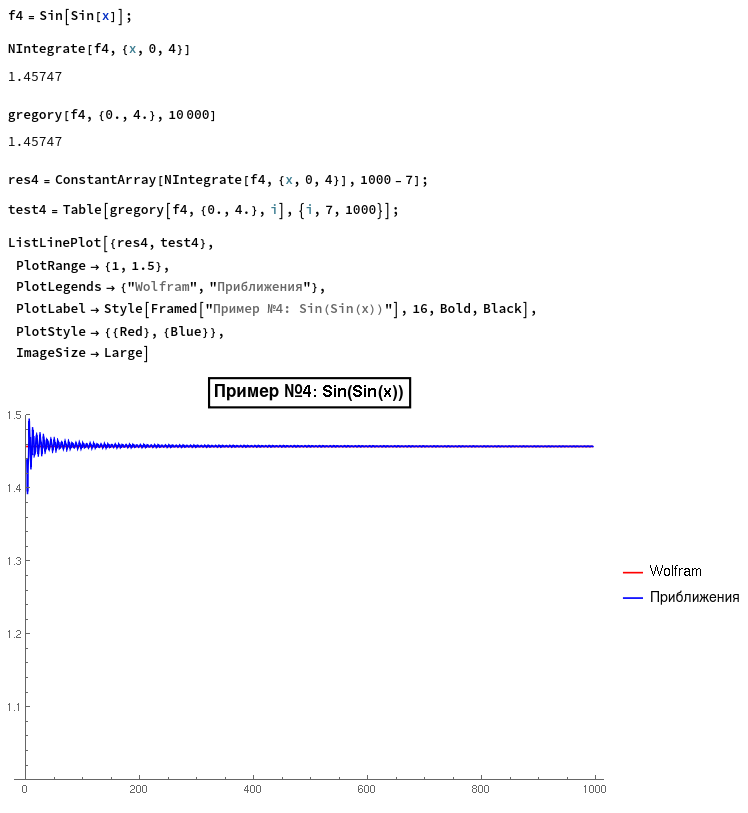 f4 = Sin[Sin[x]];
NIntegrate[f4, {x, 0, 4}]
1.45747
gregory[f4, {0., 4.}, 10 000]
1.45747
res4 = ConstantArray[NIntegrate[f4, {x, 0, 4}], 1000 - 7];
test4 = Table[gregory[f4, {0., 4.}, i], {i, 7, 1000}];
ListLinePlot[{res4, test4},
PlotRange → {1, 1.5},
PlotLegends → {"Wolfram", "Приближения"},
PlotLabel → Style[Framed["Пример №4: Sin(Sin(x))"], 16, Bold, Black],
PlotStyle → {{Red}, {Blue}},
ImageSize → Large]
Пример №4: Sin(Sin(x))
1.5
1.4
1.3
1.2
1.1
0 200 400 600 800 1000
Wolfram
Приближения